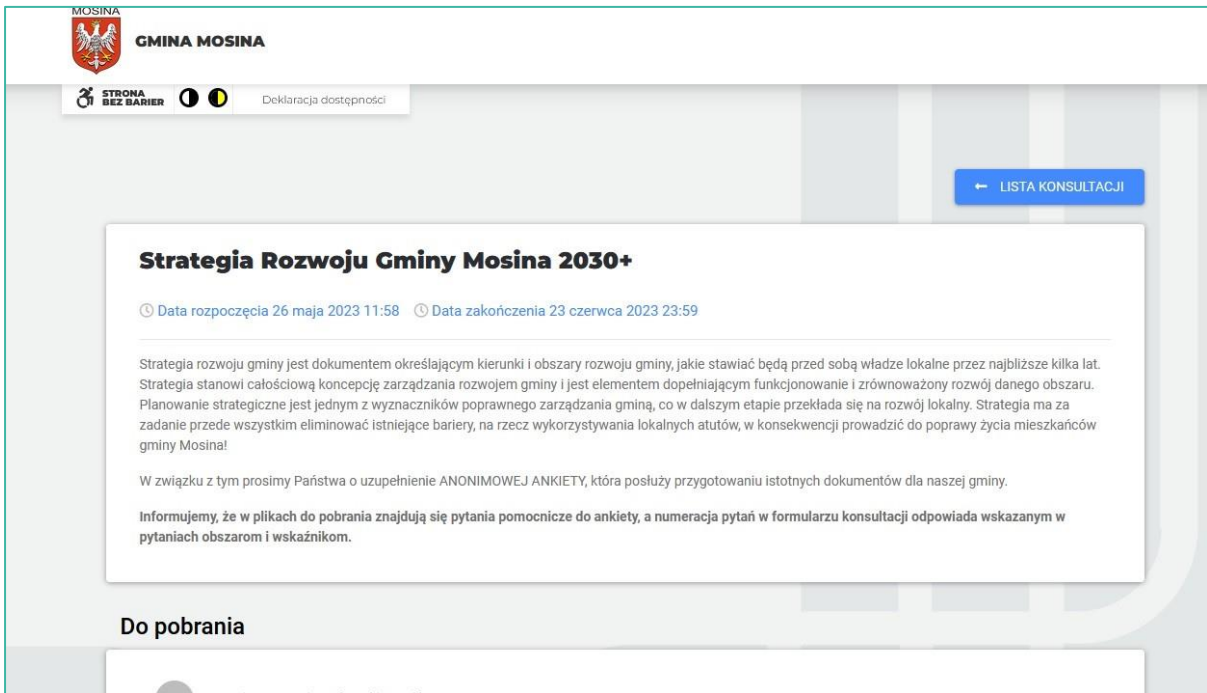 MOSINA
GMINA MOSINA
STRONA
BEZ BARIER
Deklaracja dostępności
← LISTA KONSULTACJI
Strategia Rozwoju Gminy Mosina 2030+
Data rozpoczęcia 26 maja 2023 11:58 Data zakończenia 23 czerwca 2023 23:59
Strategia rozwoju gminy jest dokumentem określającym kierunki i obszary rozwoju gminy, jakie stawiać będą przed sobą władze lokalne przez najbliższe kilka lat.
Strategia stanowi całościową koncepcję zarządzania rozwojem gminy i jest elementem dopełniającym funkcjonowanie i zrównoważony rozwój danego obszaru.
Planowanie strategiczne jest jednym z wyznaczników poprawnego zarządzania gminą, co w dalszym etapie przekłada się na rozwój lokalny. Strategia ma za
zadanie przede wszystkim eliminować istniejące bariery, na rzecz wykorzystywania lokalnych atutów, w konsekwencji prowadzić do poprawy życia mieszkańców
gminy Mosina!
W związku z tym prosimy Państwa o uzupełnienie ANONIMOWEJ ANKIETY, która posłuży przygotowaniu istotnych dokumentów dla naszej gminy.
Informujemy, że w plikach do pobrania znajdują się pytania pomocnicze do ankiety, a numeracja pytań w formularzu konsultacji odpowiada wskazanym w
pytaniach obszarom i wskaźnikom.
Do pobrania